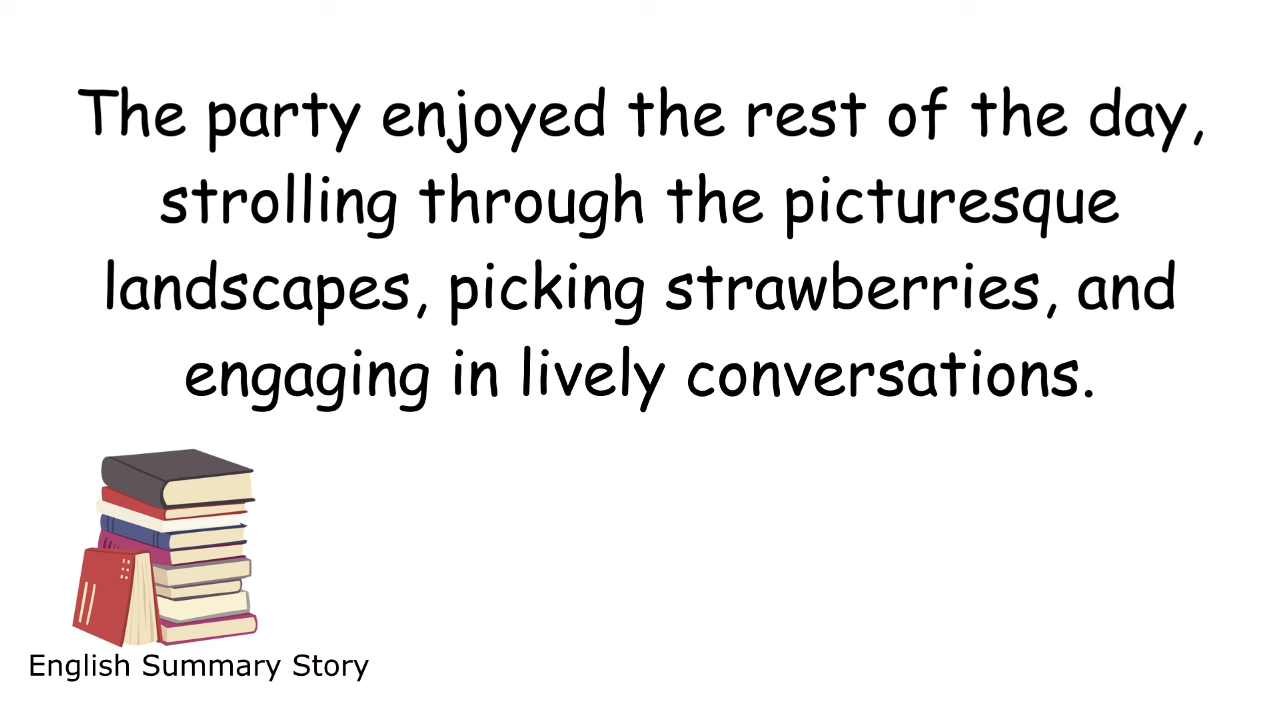 The party enjoyed the rest of the day,
strolling through the picturesque
landscapes, picking strawberries, and
engaging in lively conversations.
English Summary Story